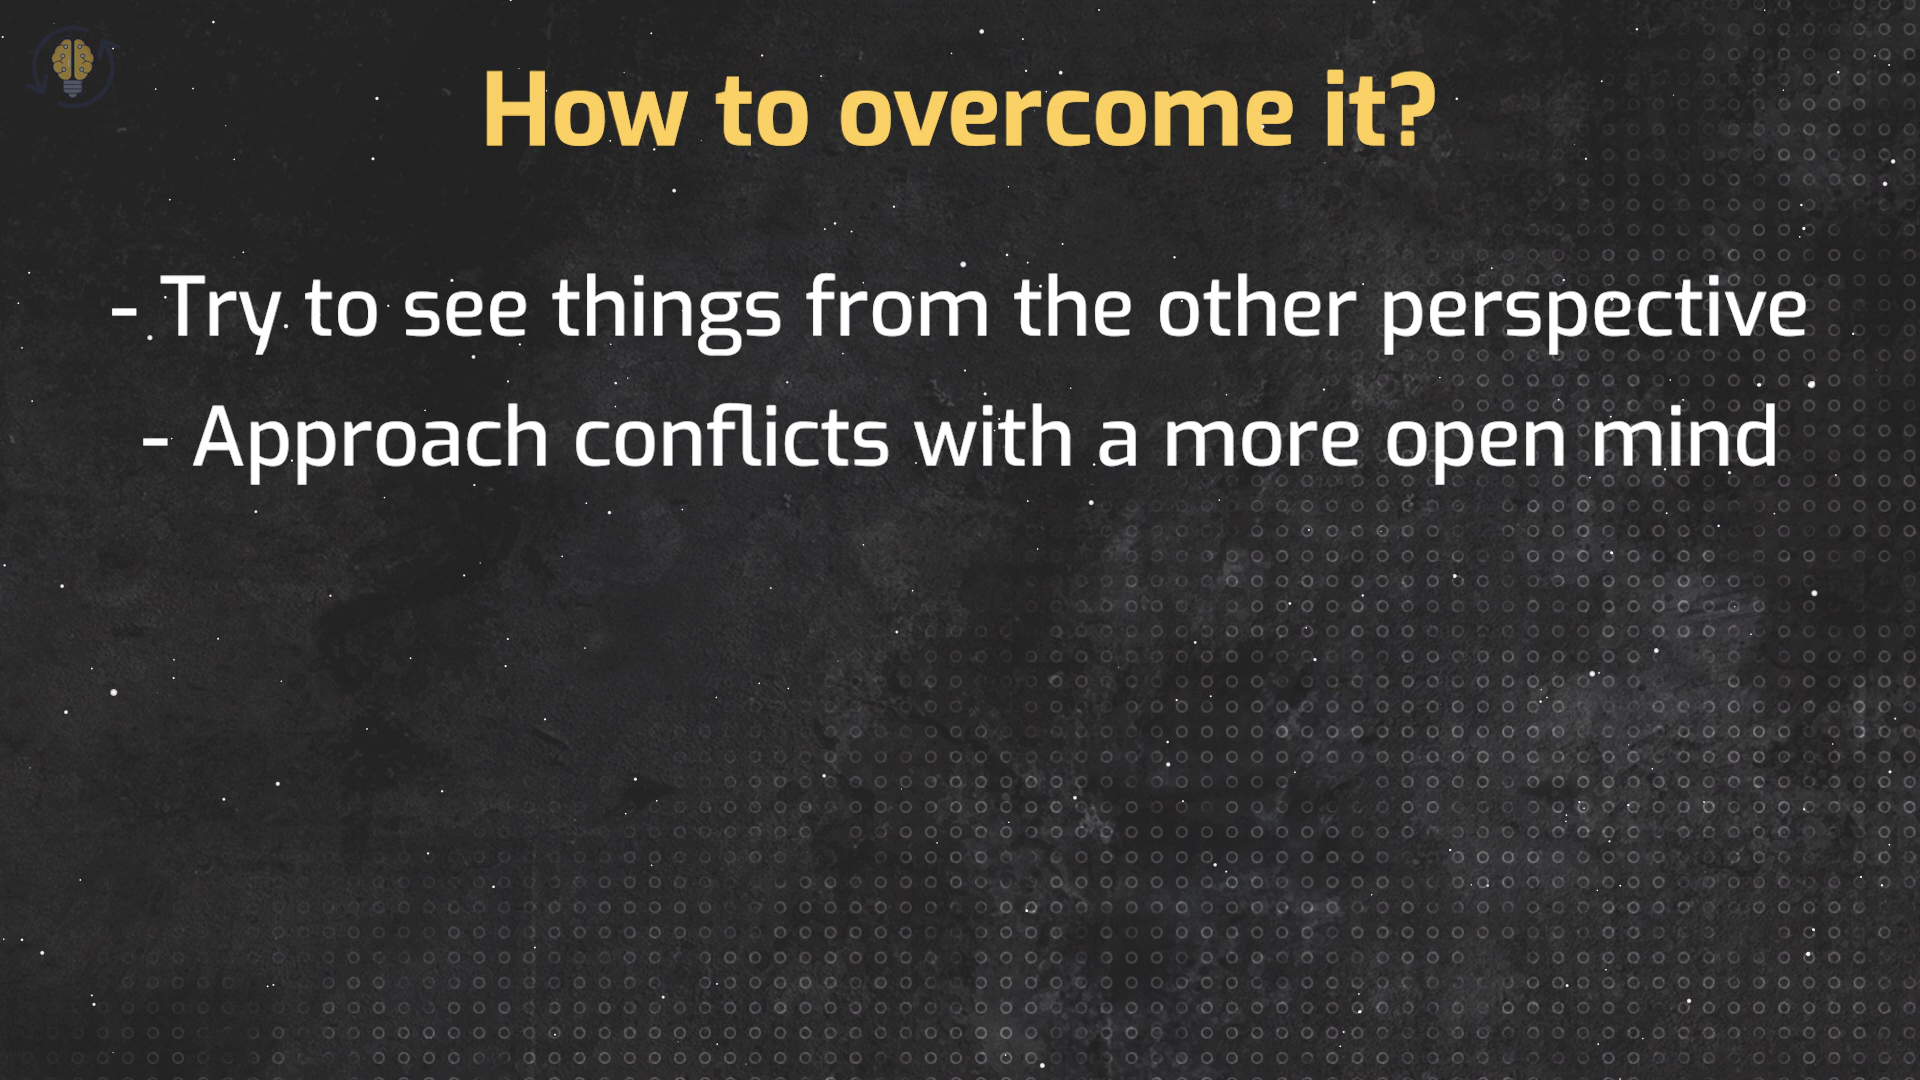 How to overcome it?
- Try to see things from the other perspective
- Approach conflicts with a more open mind